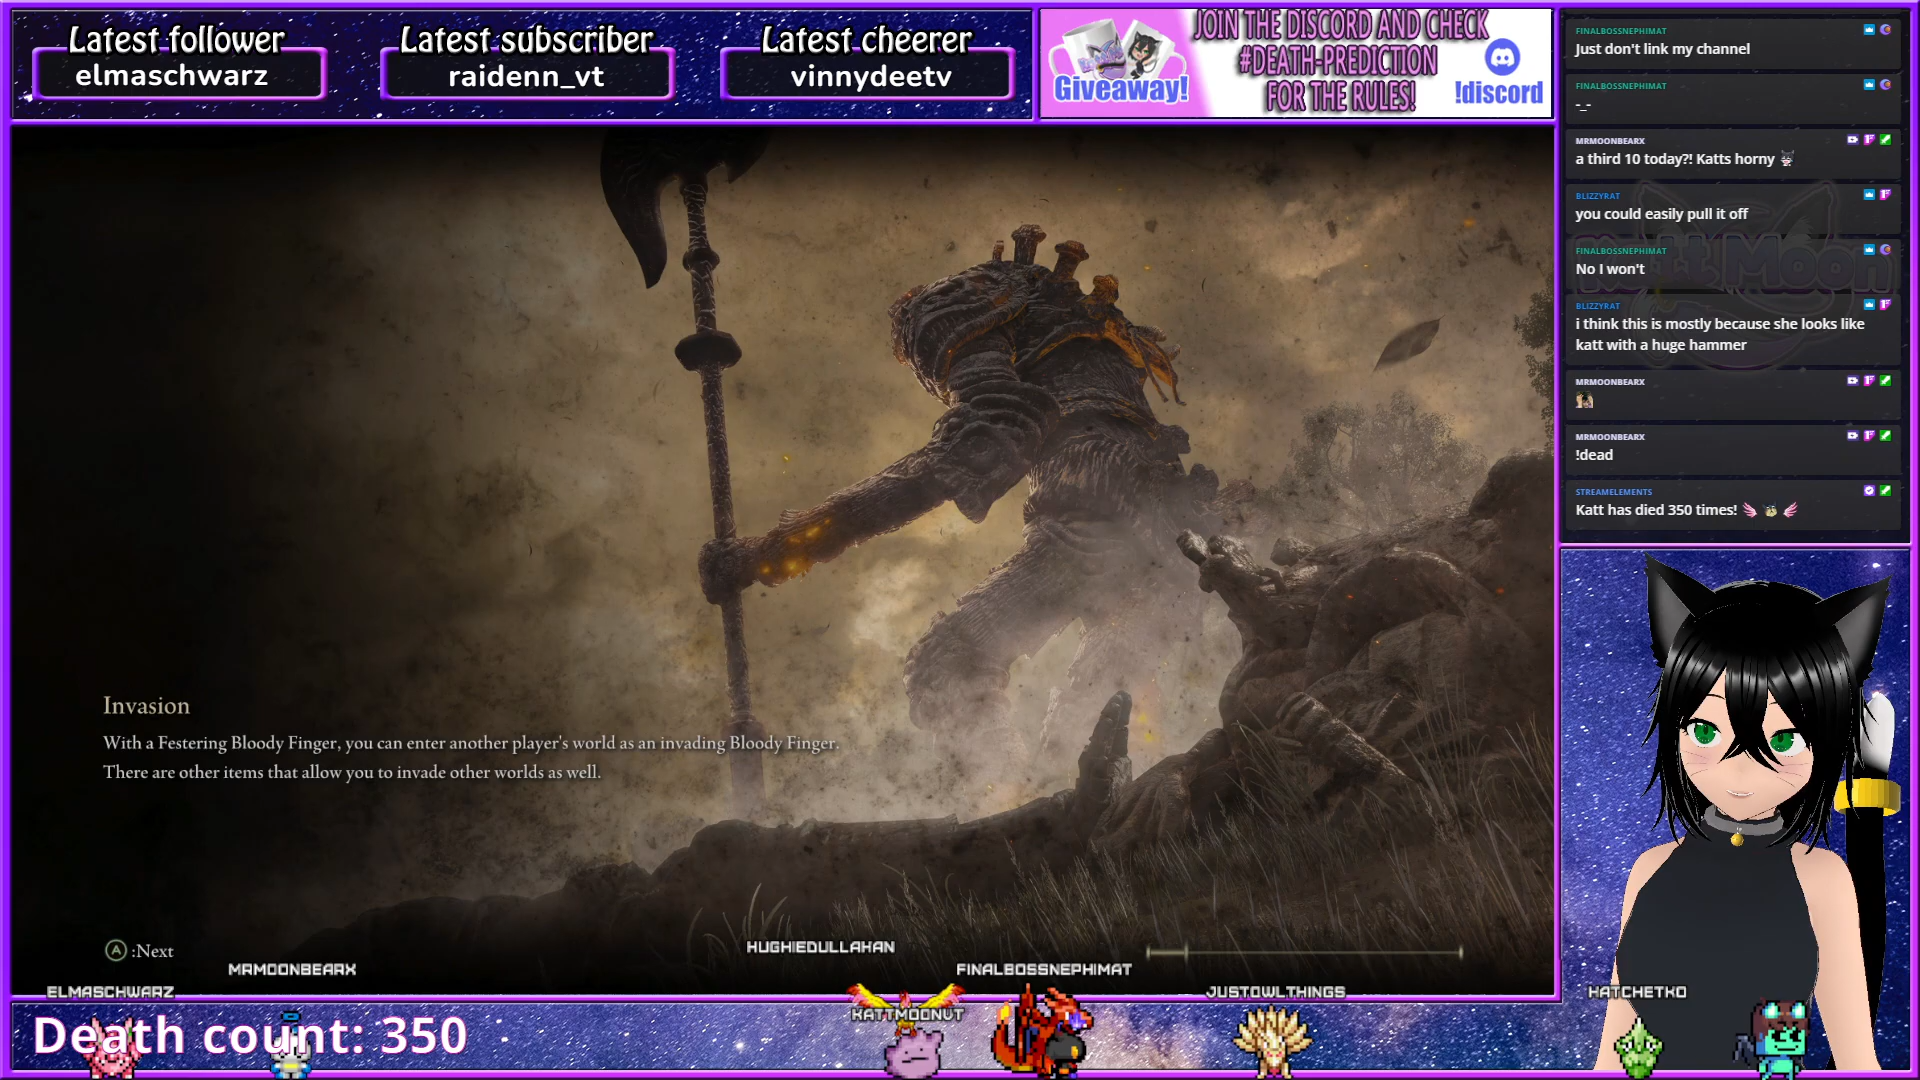 Latest follower
elmaschwarz
Latest subscriber
raidenn_vt
Latest cheerer
vinnydeetv
Giveaway!
JOIN THE DISCORD AND CHECK
#DEATH-PREDICTION
FOR THE RULES!
!discord
FINALBOSSNEPHIMAT
Just don't link my channel
FINALBOSSNEPHIMAT
-_-
MRMOONBEARX
a third 10 today?! Katts horny
BLIZZYRAT
you could easily pull it off
FINALBOSSNEPHIMAT
No I won't
BLIZZYRAT
i think this is mostly because she looks like
katt with a huge hammer
MRMOONBEARX
MRMOONBEARX
!dead
STREAMELEMENTS
Katt has died 350 times!
Invasion
With a Festering Bloody Finger, you can enter another player's world as an invading Bloody Finger.
There are other items that allow you to invade other worlds as well.
A :Next
HUGHIEDULLAHAN
MRMOONBEARX
FINALBOSSNEPHIMAT
ELMASCHWARZ
JUSTOWLTHINGS
HATCHETKO
KATTMOONVT
Death count: 350